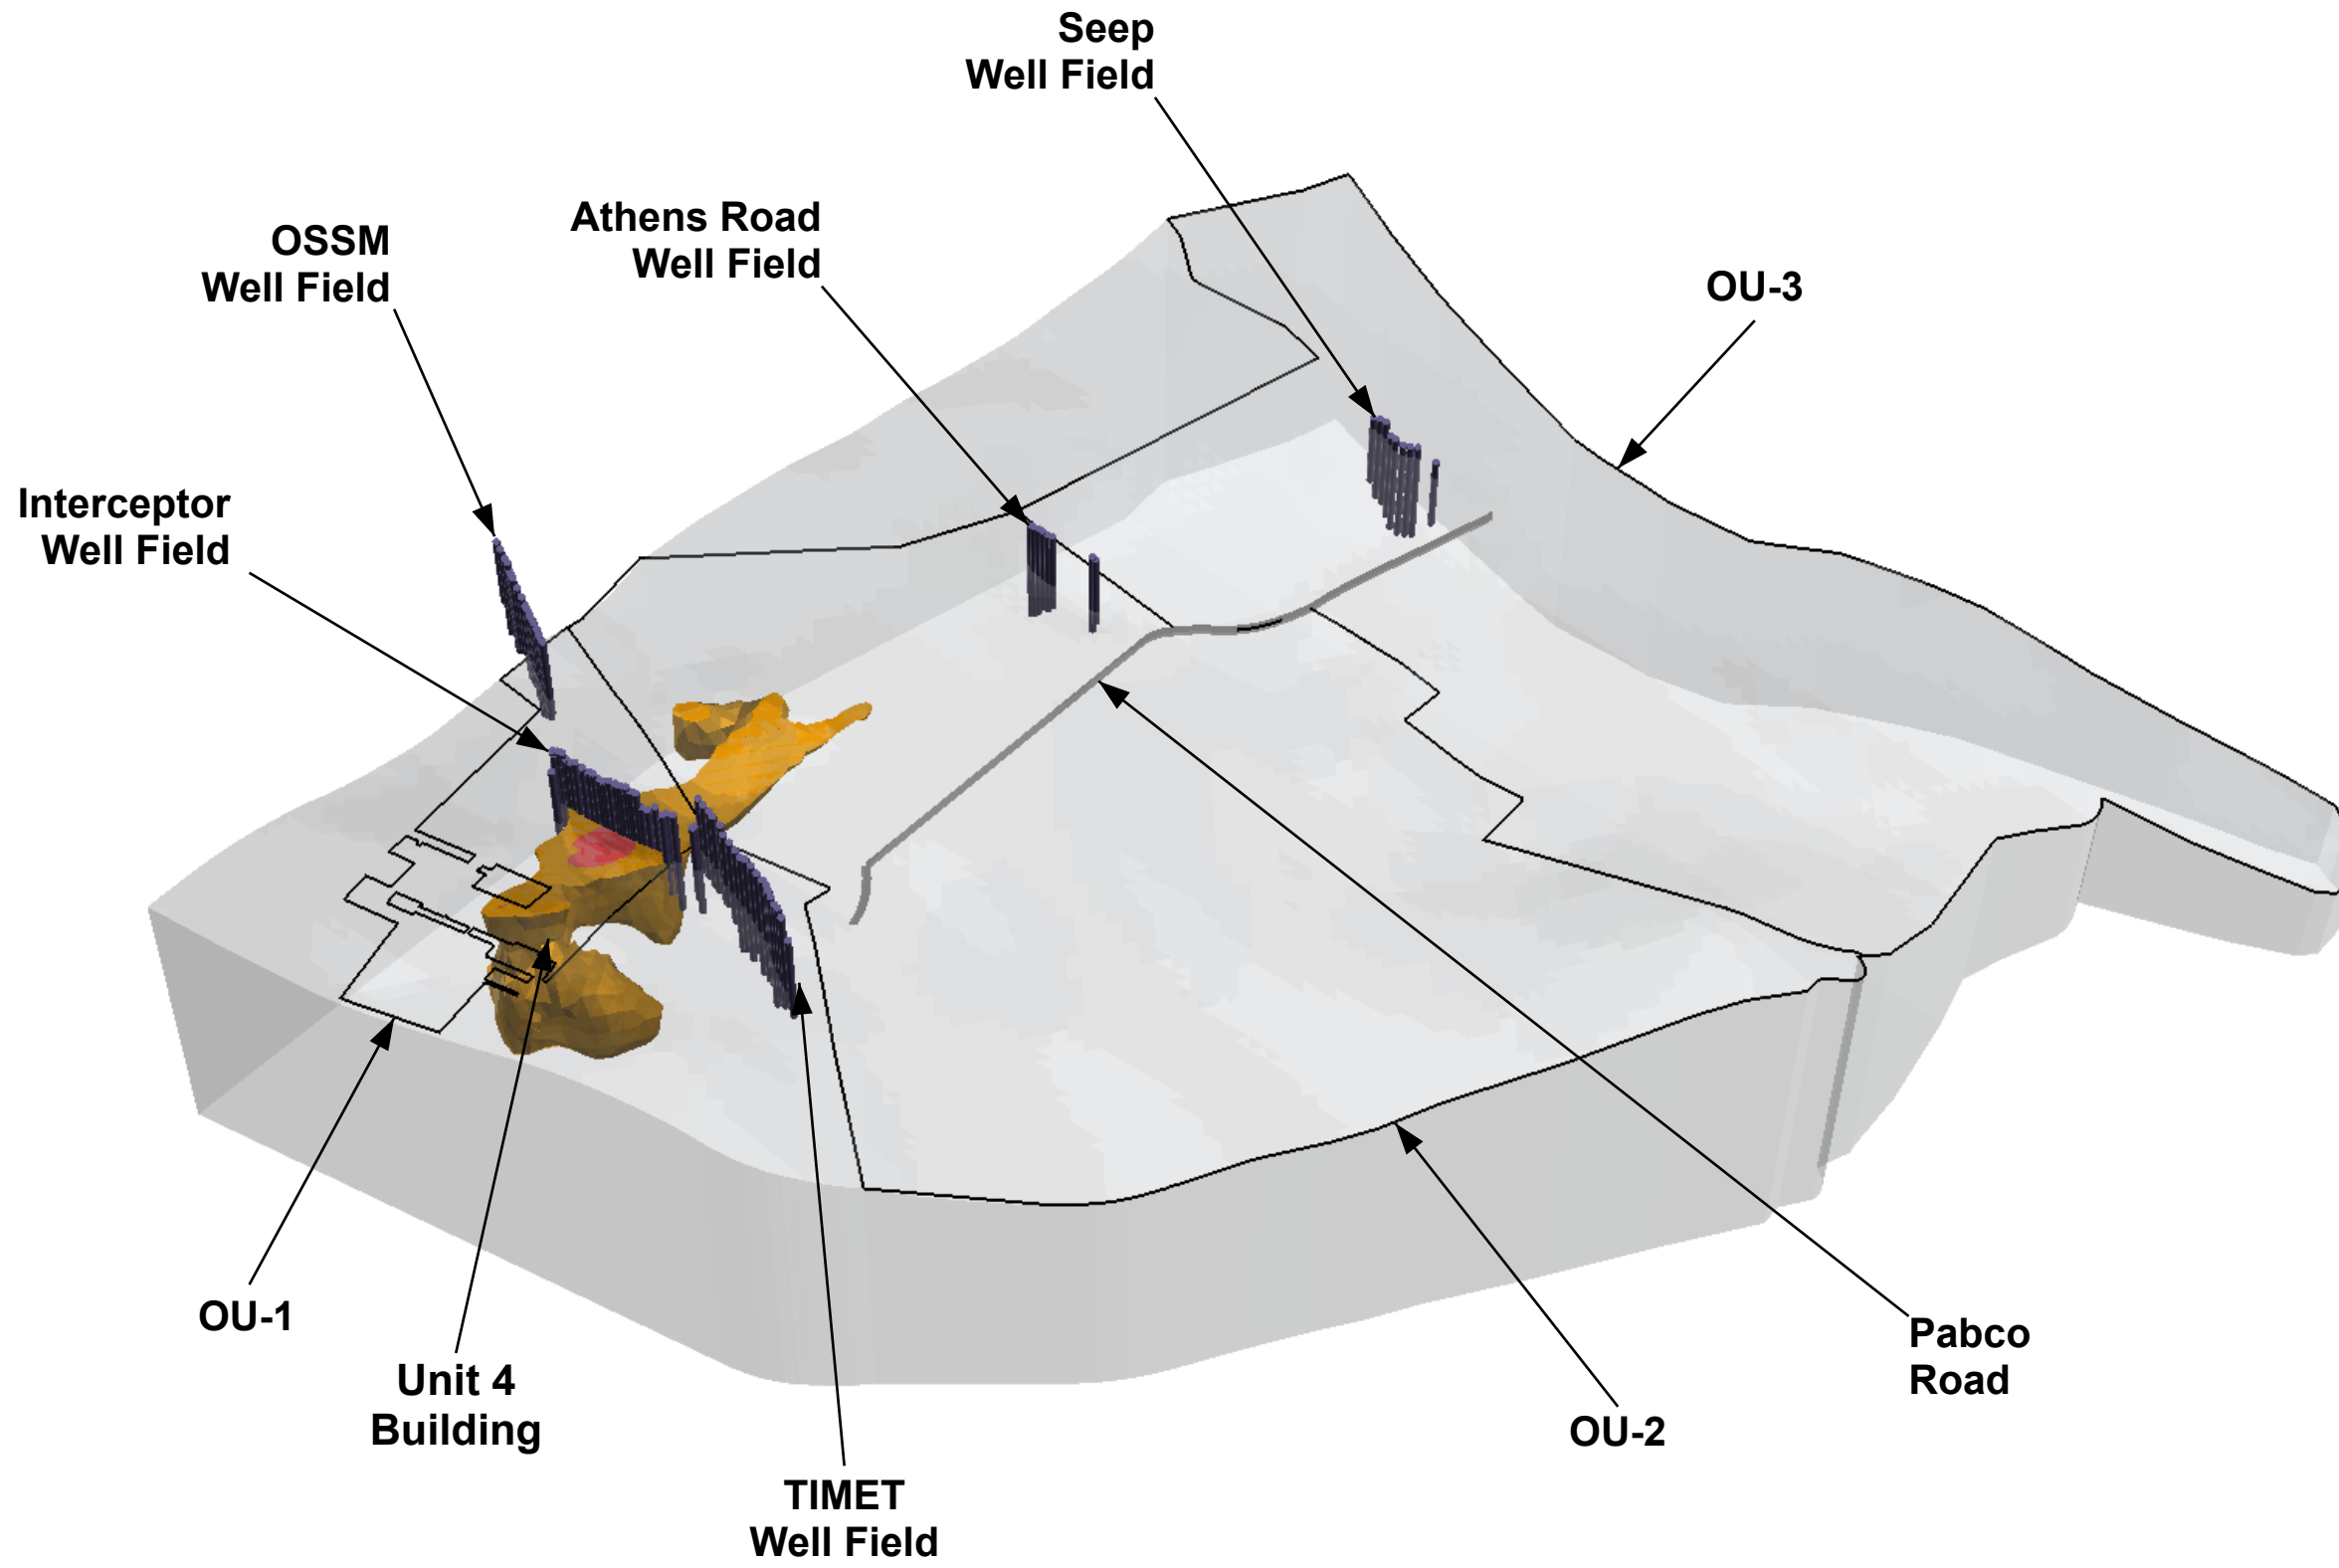 Seep
Well Field
Athens Road
Well Field
OSSM
Well Field
OU-3
Interceptor
Well Field
OU-1
Unit 4
Building
Pabco
Road
OU-2
TIMET
Well Field